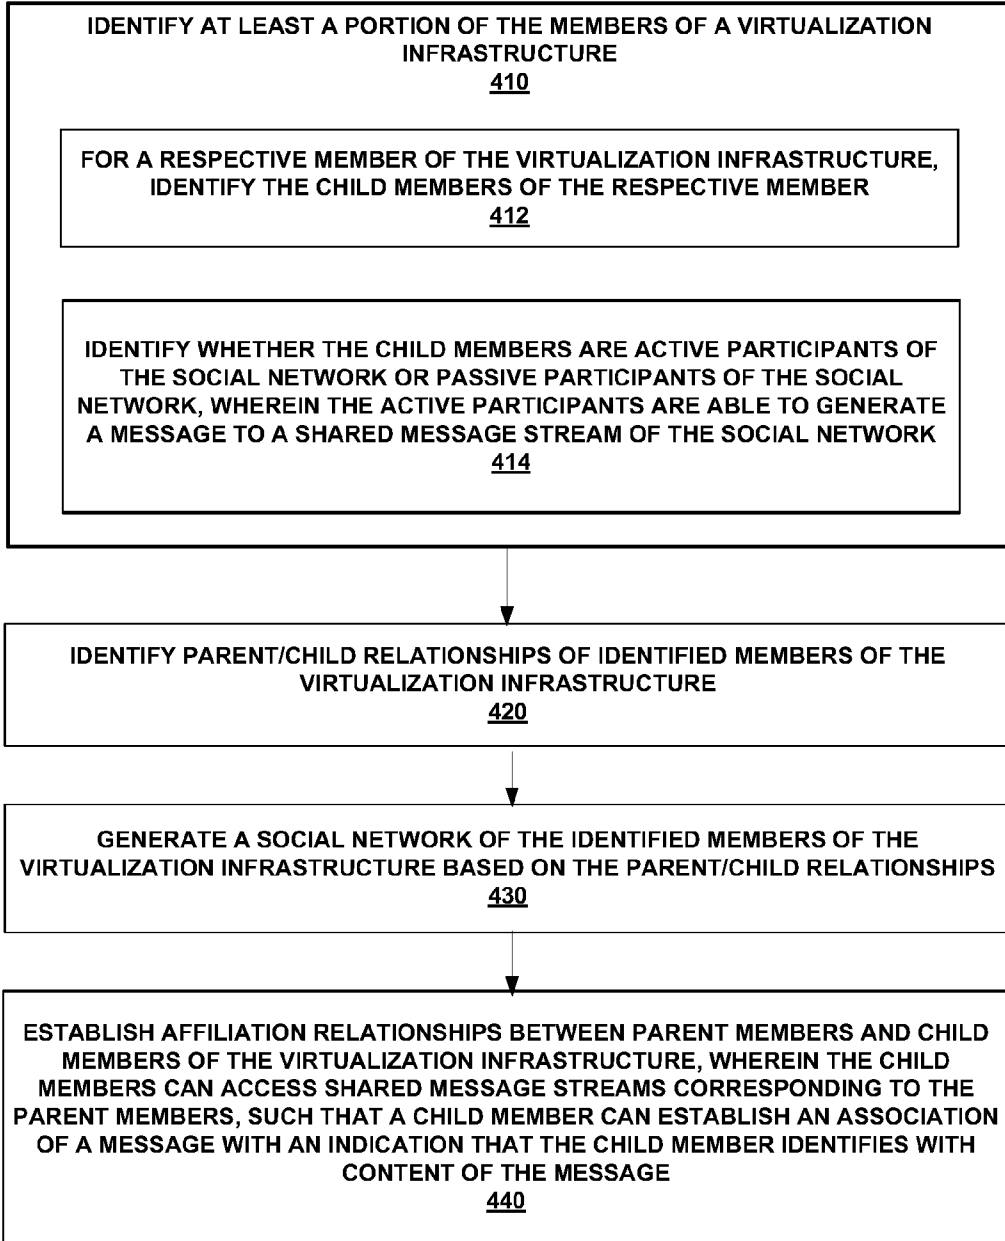 IDENTIFY AT LEAST A PORTION OF THE MEMBERS OF A VIRTUALIZATION
INFRASTRUCTURE
410
FOR A RESPECTIVE MEMBER OF THE VIRTUALIZATION INFRASTRUCTURE,
IDENTIFY THE CHILD MEMBERS OF THE RESPECTIVE MEMBER
412
IDENTIFY WHETHER THE CHILD MEMBERS ARE ACTIVE PARTICIPANTS OF
THE SOCIAL NETWORK OR PASSIVE PARTICIPANTS OF THE SOCIAL
NETWORK, WHEREIN THE ACTIVE PARTICIPANTS ARE ABLE TO GENERATE
A MESSAGE TO A SHARED MESSAGE STREAM OF THE SOCIAL NETWORK
414
IDENTIFY PARENT/CHILD RELATIONSHIPS OF IDENTIFIED MEMBERS OF THE
VIRTUALIZATION INFRASTRUCTURE
420
GENERATE A SOCIAL NETWORK OF THE IDENTIFIED MEMBERS OF THE
VIRTUALIZATION INFRASTRUCTURE BASED ON THE PARENT/CHILD RELATIONSHIPS
430
ESTABLISH AFFILIATION RELATIONSHIPS BETWEEN PARENT MEMBERS AND CHILD
MEMBERS OF THE VIRTUALIZATION INFRASTRUCTURE, WHEREIN THE CHILD
MEMBERS CAN ACCESS SHARED MESSAGE STREAMS CORRESPONDING TO THE
PARENT MEMBERS, SUCH THAT A CHILD MEMBER CAN ESTABLISH AN ASSOCIATION
OF A MESSAGE WITH AN INDICATION THAT THE CHILD MEMBER IDENTIFIES WITH
CONTENT OF THE MESSAGE
440